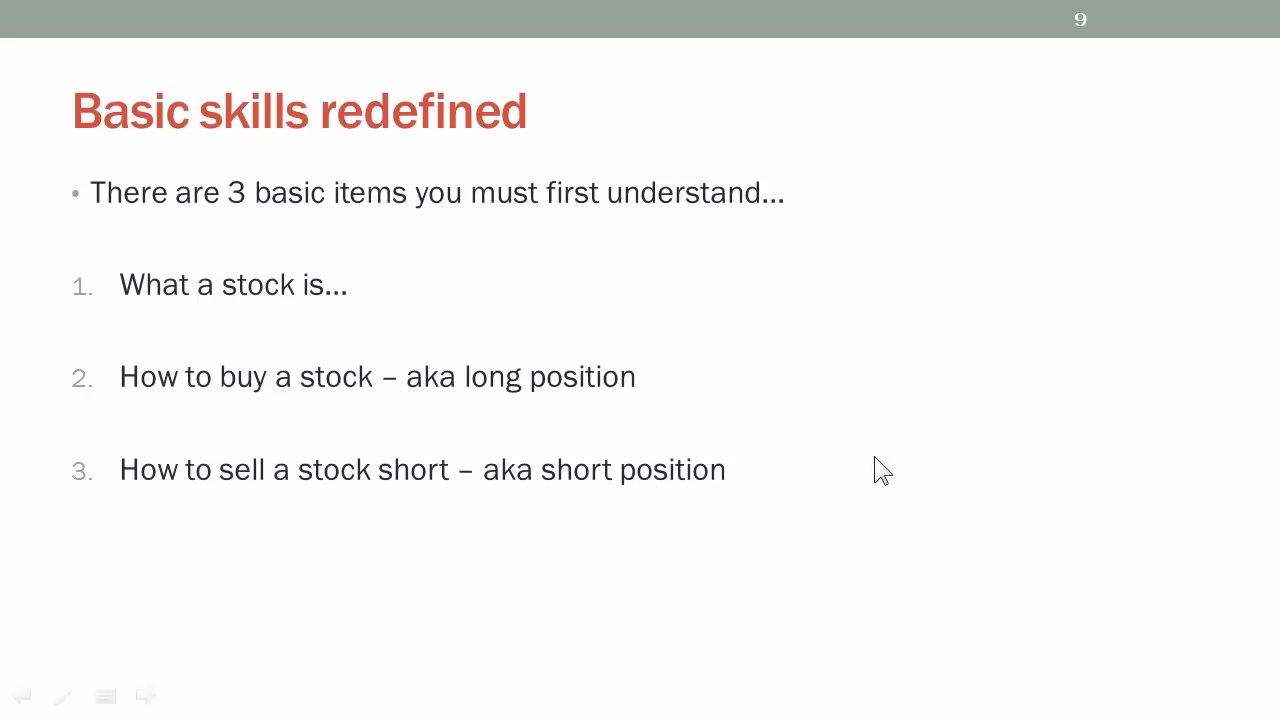 9
Basic skills redefined
• There are 3 basic items you must first understand...
1. What a stock is...
2. How to buy a stock – aka long position
3. How to sell a stock short – aka short position